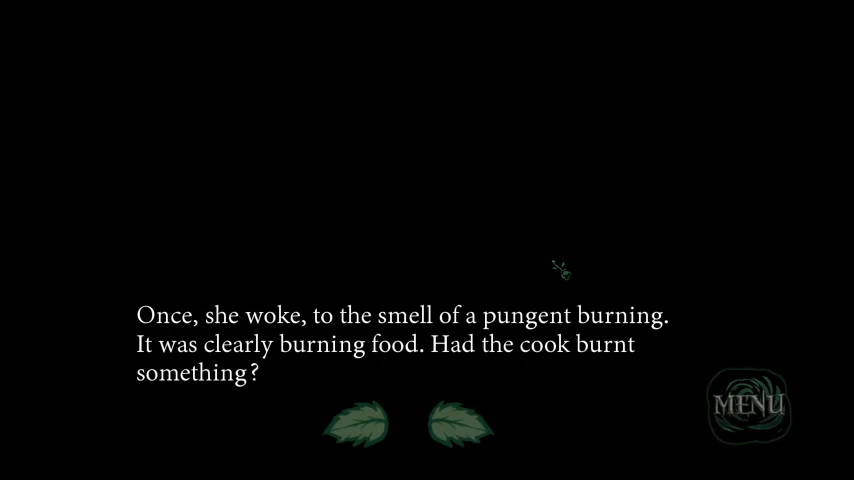 Once, she woke, to the smell of a pungent burning.
It was clearly burning food. Had the cook burnt
something?
MENU